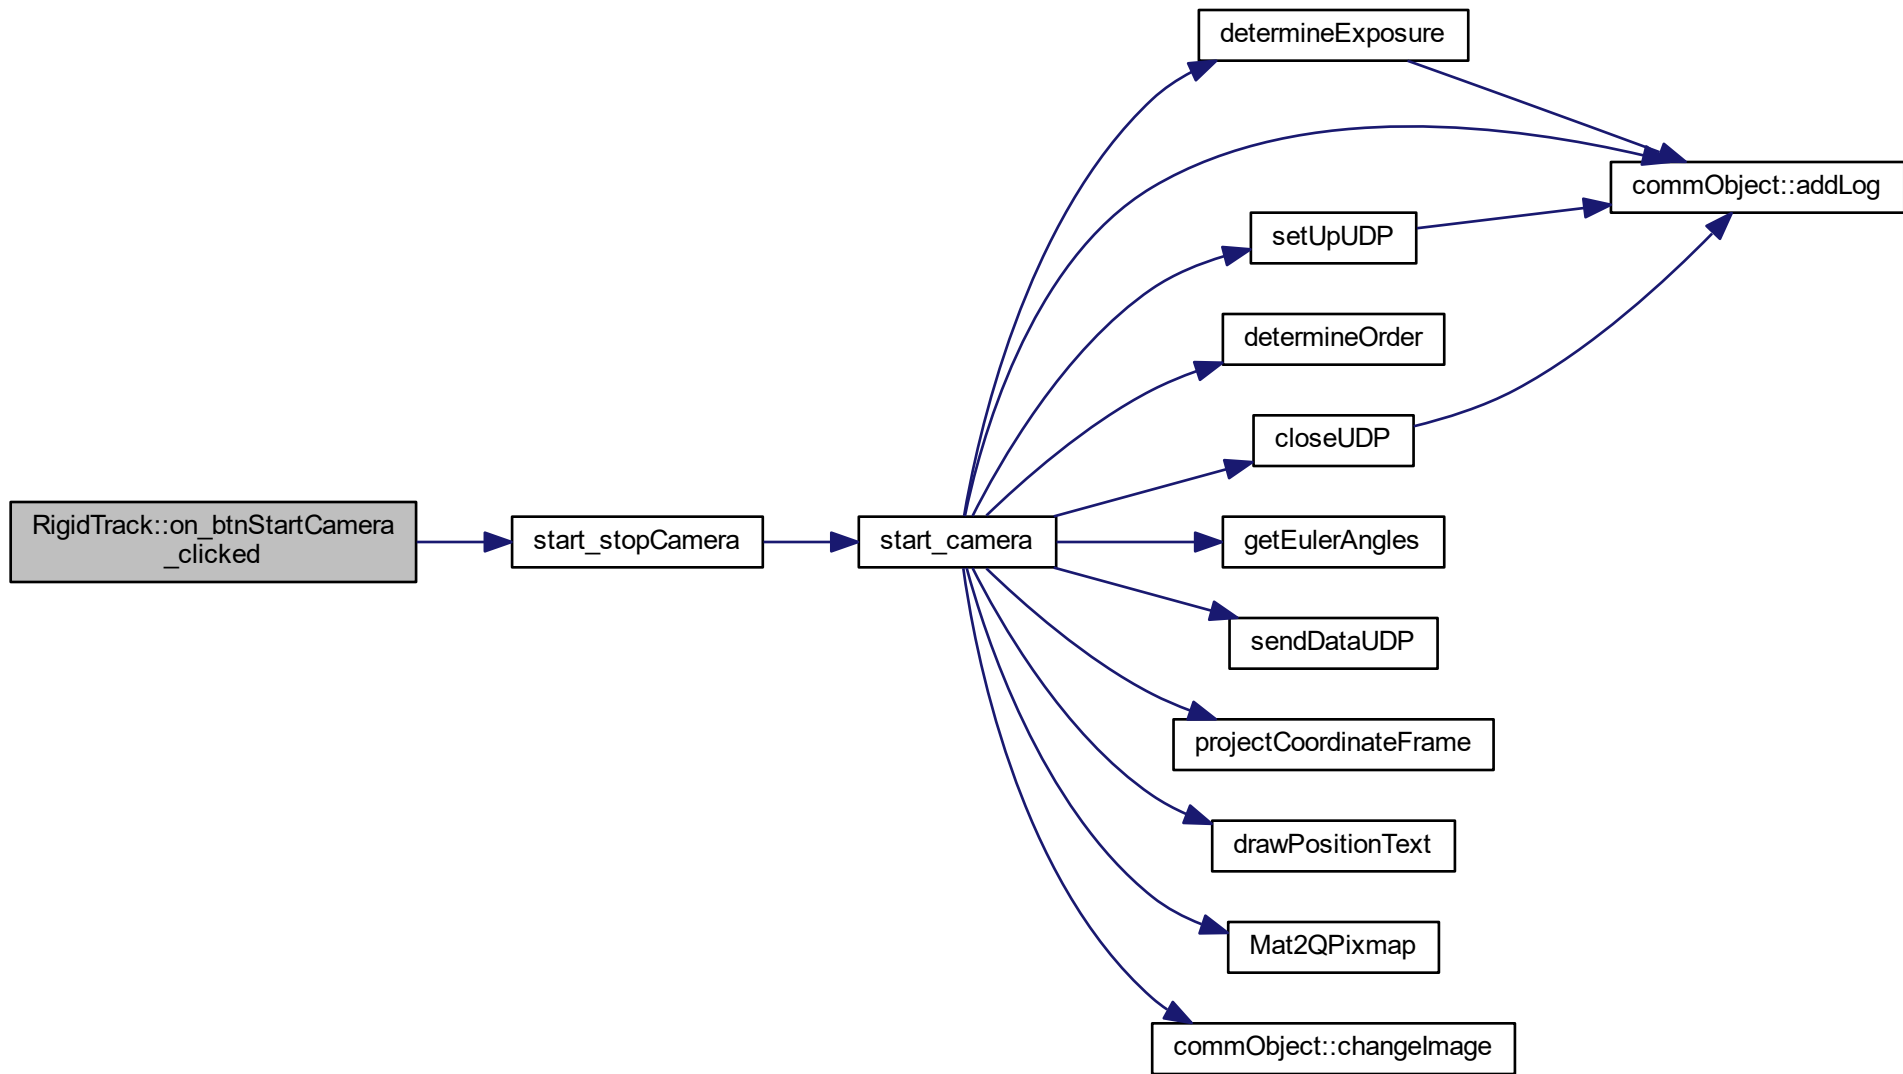 determineExposure
commObject::addLog
setUpUDP
determineOrder
closeUDP
RigidTrack::on_btnStartCamera
_clicked
start_stopCamera
start_camera
getEulerAngles
sendDataUDP
projectCoordinateFrame
drawPositionText
Mat2QPixmap
commObject::changeImage